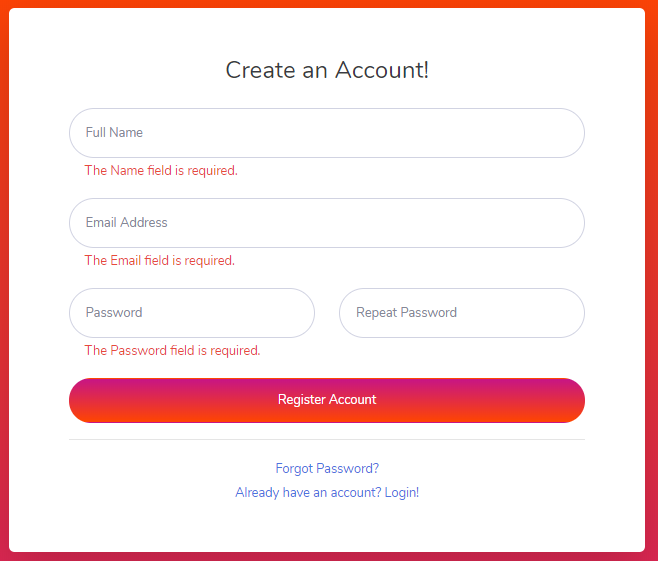 Create an Account!
Full Name
The Name field is required.
Email Address
The Email field is required.
Password
Repeat Password
The Password field is required.
Register Account
Forgot Password?
Already have an account? Login!